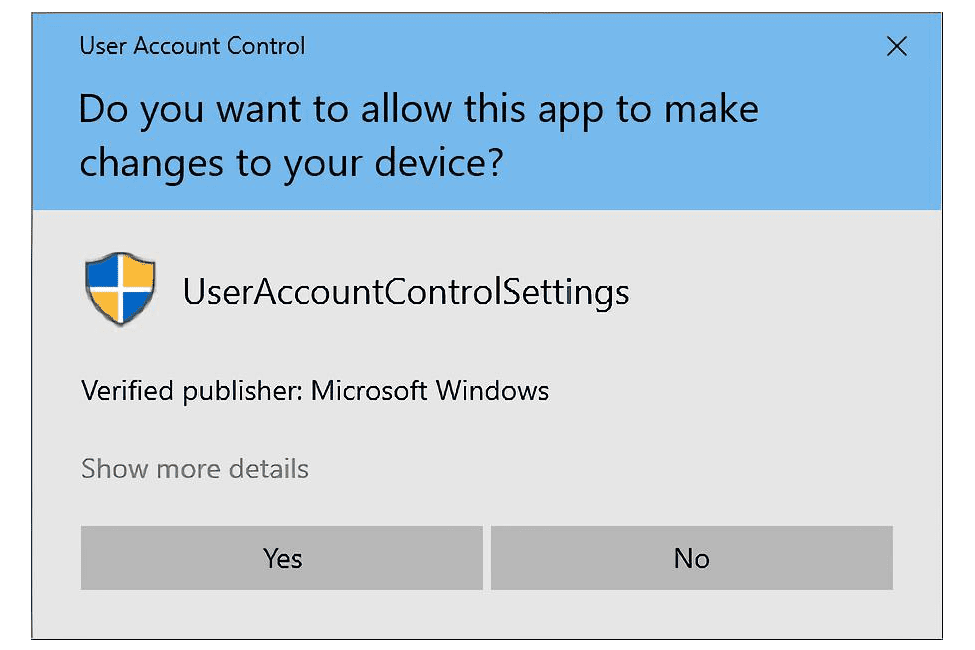 User Account Control
Do you want to allow this app to make
changes to your device?
UserAccountControlSettings
Verified publisher: Microsoft Windows
Show more details
Yes
No